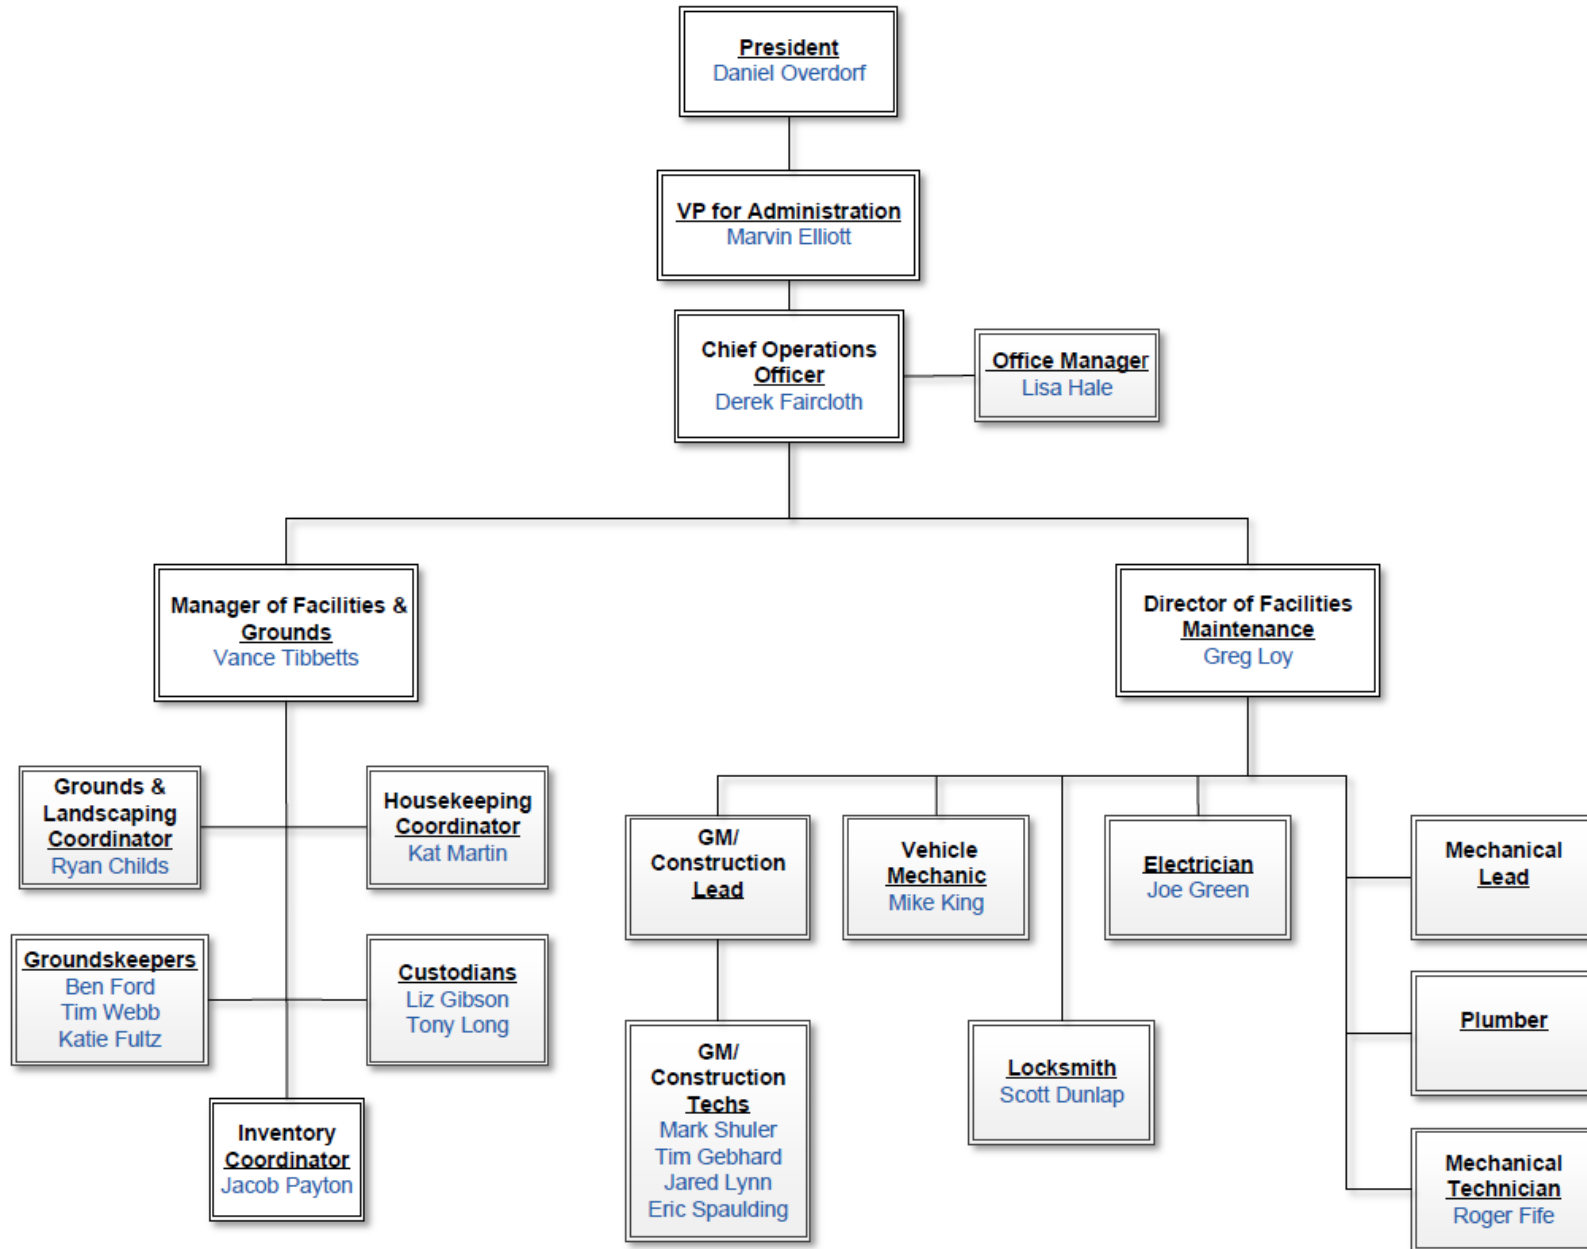 President
Daniel Overdorf
VP for Administration
Marvin Elliott
Chief Operations
Officer
Derek Faircloth
Office Manager
Lisa Hale
Manager of Facilities &
Grounds
Vance Tibbetts
Director of Facilities
Maintenance
Greg Loy
Grounds &
Landscaping
Coordinator
Ryan Childs
Housekeeping
Coordinator
Kat Martin
Groundskeepers
Ben Ford
Tim Webb
Katie Fultz
Custodians
Liz Gibson
Tony Long
Inventory
Coordinator
Jacob Payton
GM/
Construction
Lead
Vehicle
Mechanic
Mike King
Electrician
Joe Green
Mechanical
Lead
GM/
Construction
Techs
Mark Shuler
Tim Gebhard
Jared Lynn
Eric Spaulding
Locksmith
Scott Dunlap
Plumber
Mechanical
Technician
Roger Fife